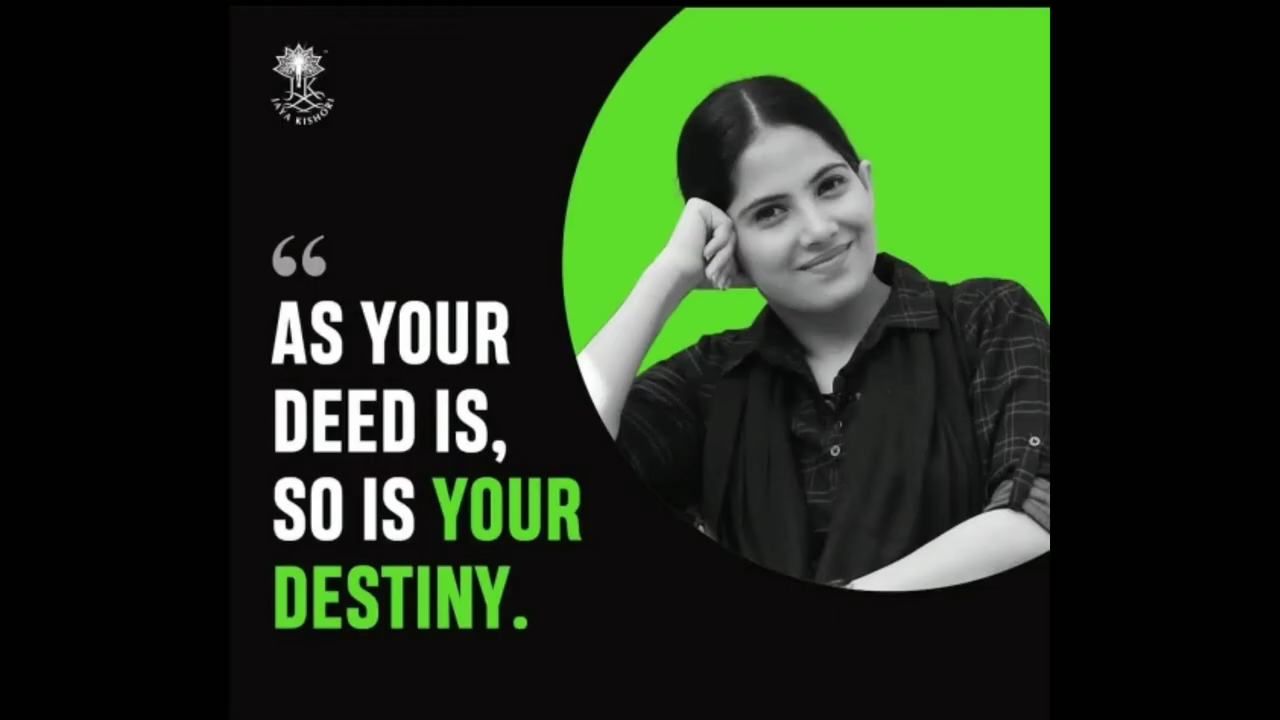 JAYA KISHORI
“
AS YOUR
DEED IS,
SO IS YOUR
DESTINY.